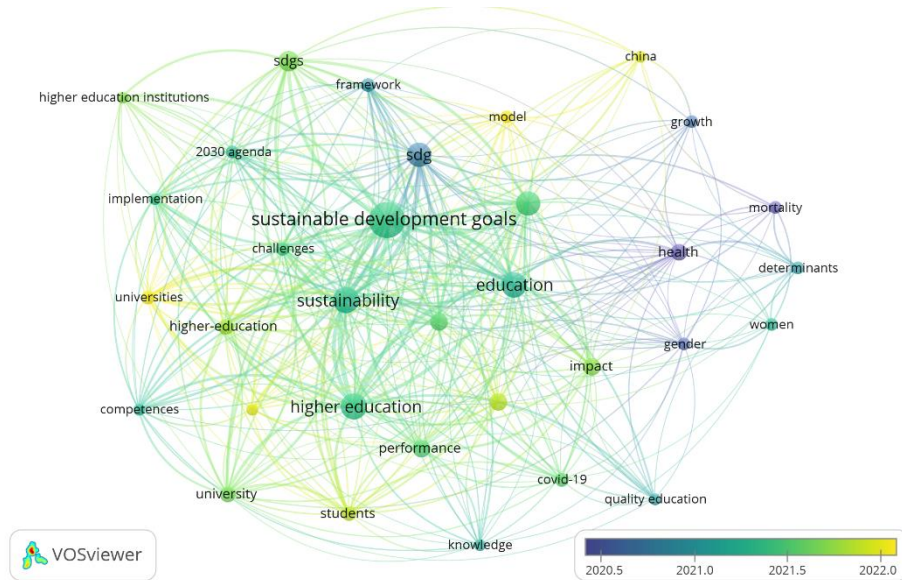 china
sdgs
framework
higher education institutions
model
growth
2030 agenda
sdg
implementation
mortality
sustainable development goals
challenges
health
determinants
education
universities
sustainability
higher-education
women
gender
impact
competences
higher education
performance
covid-19
university
quality education
students
knowledge
VOSviewer
2020.5 2021.0 2021.5 2022.0